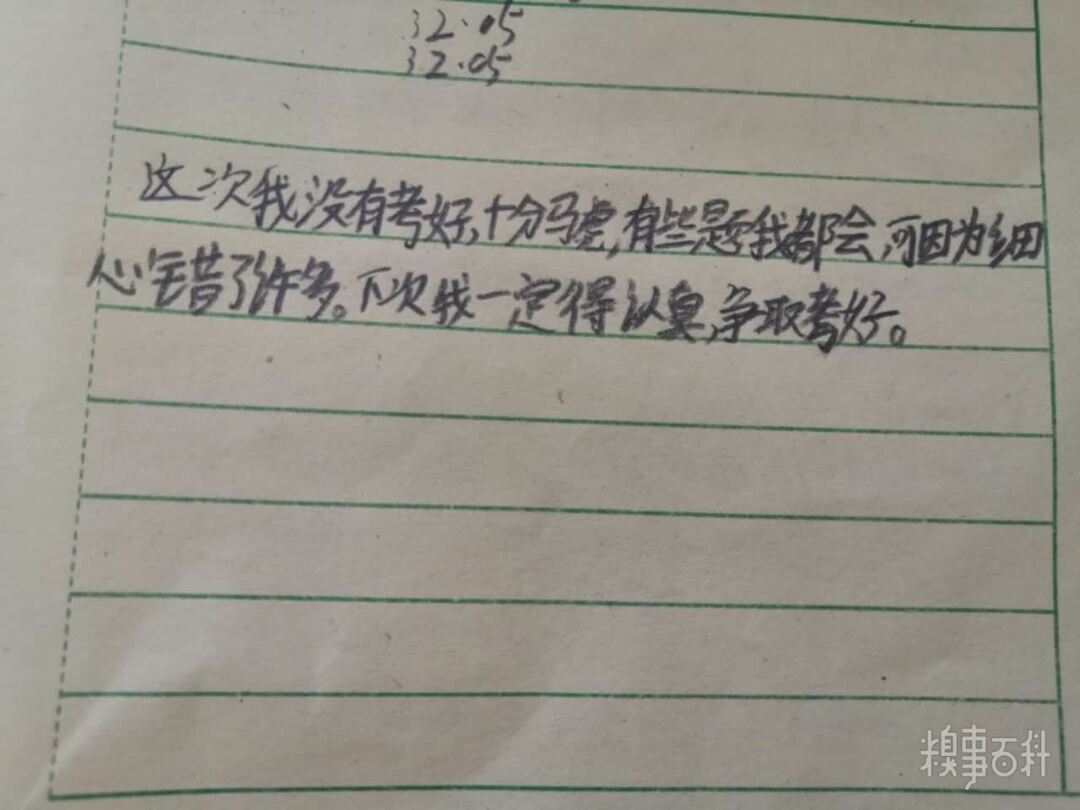 32.05
32.05
这次我没有考好,十分马虎,有些题我都会,可因为细
心错了许多。下次我一定得认真,争取考好。
糗事百科